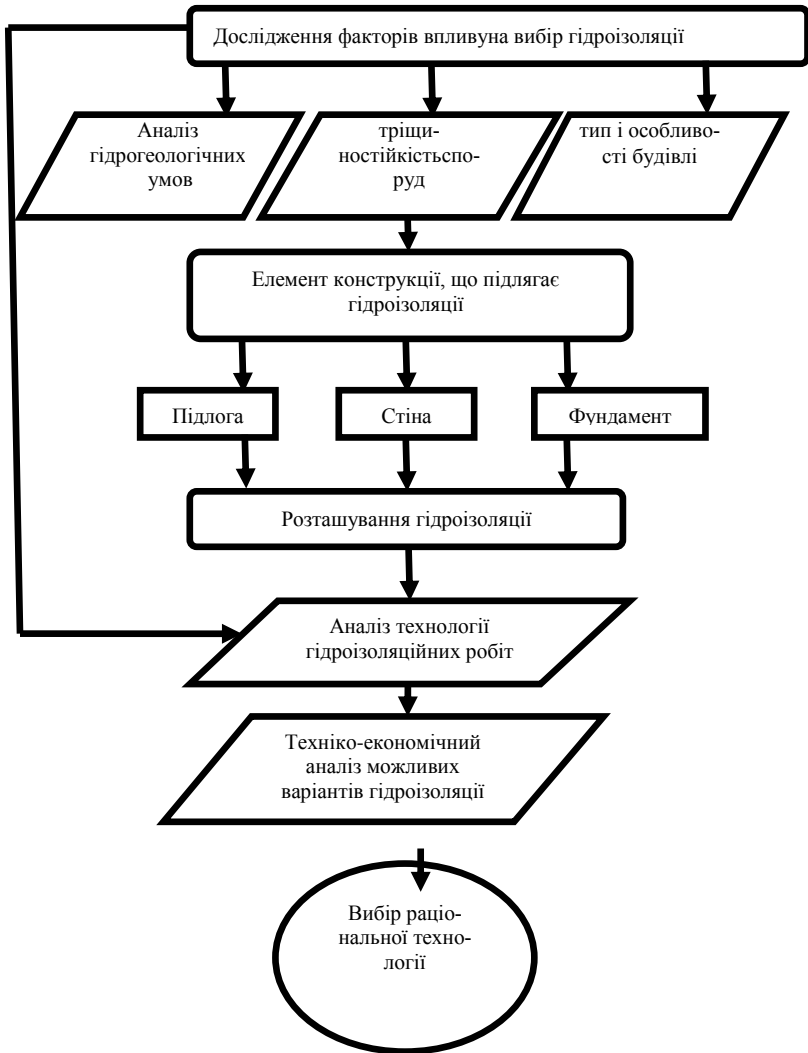 Дослідження факторів впливуна вибір гідроізоляції
Аналіз
гідрогеологічних
умов
тріщи-
ностійкістьспо-
руд
тип і особливо-
сті будівлі
Елемент конструкції, що підлягає
гідроізоляції
Підлога
Стіна
Фундамент
Розташування гідроізоляції
Аналіз технології
гідроізоляційних робіт
Техніко-економічний
аналіз можливих
варіантів гідроізоляції
Вибір раціо-
нальної техно-
логії